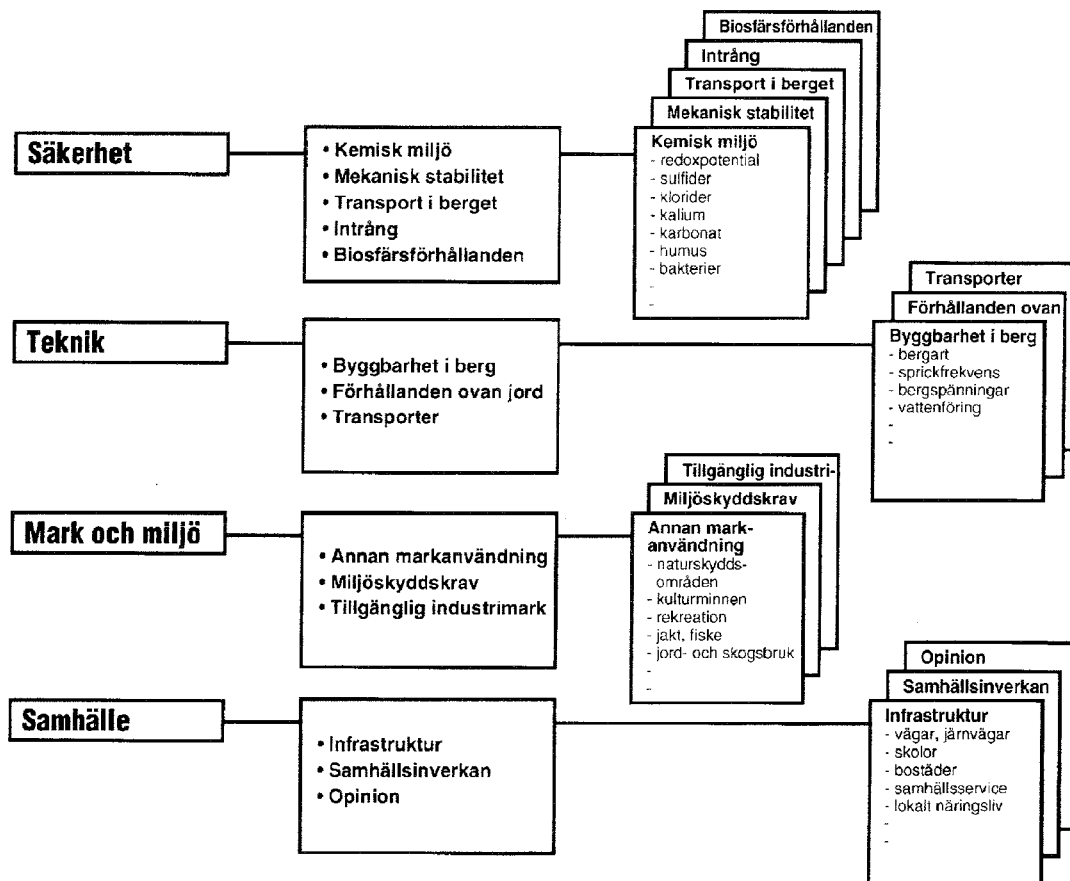 Säkerhet
• Kemisk miljö
• Mekanisk stabilitet
• Transport i berget
• Intrång
• Biosfärsförhållanden
Biosfärsförhållanden
Intrång
Transport i berget
Mekanisk stabilitet
Kemisk miljö
- redoxpotential
- sulfider
- klorider
- kalium
- karbonat
- humus
- bakterier
-
-
Teknik
• Byggbarhet i berg
• Förhållanden ovan jord
• Transporter
Transporter
Förhållanden ovan
Byggbarhet i berg
- bergart
- sprickfrekvens
- bergspänningar
- vattenföring
-
-
Mark och miljö
• Annan markanvändning
• Miljöskyddskrav
• Tillgänglig industrimark
Tillgänglig industri-
Miljöskyddskrav
Annan mark-
användning
- naturskydds-
områden
- kulturminnen
- rekreation
- jakt, fiske
- jord- och skogsbruk
-
-
Samhälle
• Infrastruktur
• Samhällsinverkan
• Opinion
Opinion
Samhällsinverkan
Infrastruktur
- vägar, järnvägar
- skolor
- bostäder
- samhällsservice
- lokalt näringsliv
-
-